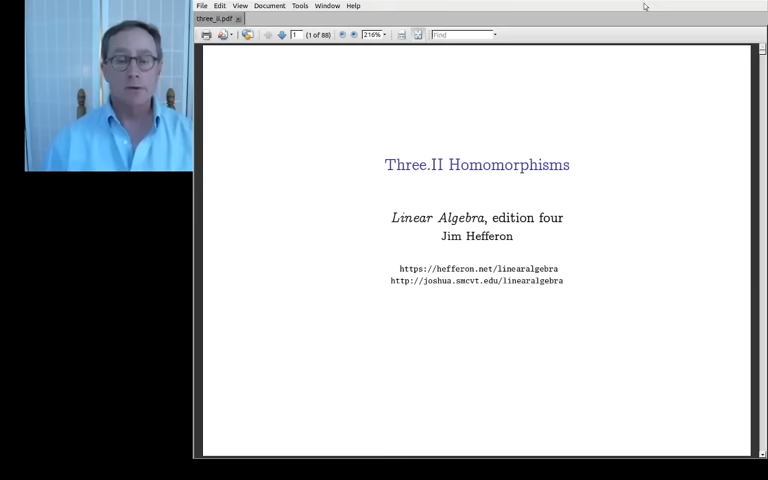 File Edit View Document Tools Window Help
three_ii.pdf
1 (1 of 88) 216% Find
Three.II Homomorphisms
Linear Algebra, edition four
Jim Hefferon
https://hefferon.net/linearalgebra
http://joshua.smcvt.edu/linearalgebra